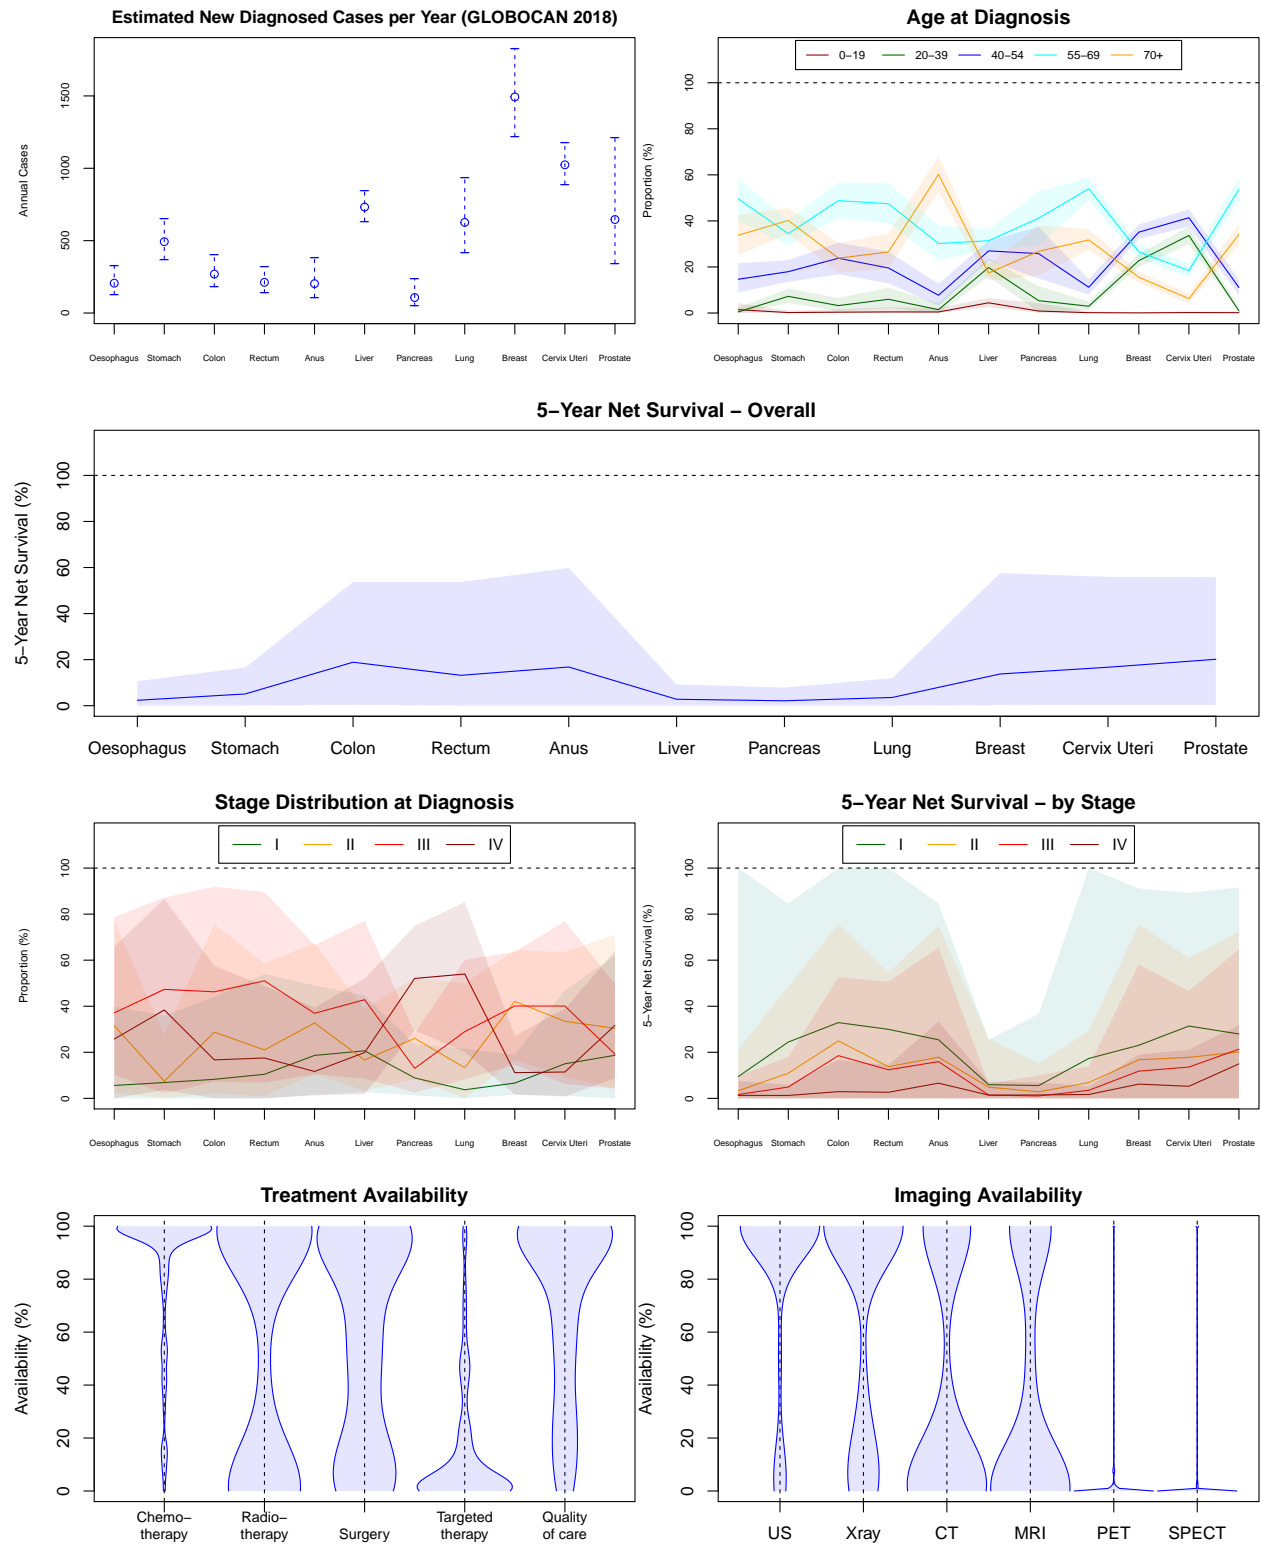 Estimated New Diagnosed Cases per Year (GLOBOCAN 2018)
Annual Cases
1500
1000
500
0
Oesophagus Stomach Colon Rectum Anus Liver Pancreas Lung Breast Cervix Uteri Prostate
Age at Diagnosis
0–19 20–39 40–54 55–69 70+
Proportion (%)
100
80
60
40
20
0
Oesophagus Stomach Colon Rectum Anus Liver Pancreas Lung Breast Cervix Uteri Prostate
5–Year Net Survival – Overall
5–Year Net Survival (%)
100
80
60
40
20
0
Oesophagus Stomach Colon Rectum Anus Liver Pancreas Lung Breast Cervix Uteri Prostate
Stage Distribution at Diagnosis
I II III IV
Proportion (%)
100
80
60
40
20
0
Oesophagus Stomach Colon Rectum Anus Liver Pancreas Lung Breast Cervix Uteri Prostate
5–Year Net Survival – by Stage
I II III IV
5–Year Net Survival (%)
100
80
60
40
20
0
Oesophagus Stomach Colon Rectum Anus Liver Pancreas Lung Breast Cervix Uteri Prostate
Treatment Availability
Availability (%)
100
80
60
40
20
0
Chemo–
therapy
Radio–
therapy
Surgery
Targeted
therapy
Quality
of care
Imaging Availability
Availability (%)
100
80
60
40
20
0
US Xray CT MRI PET SPECT